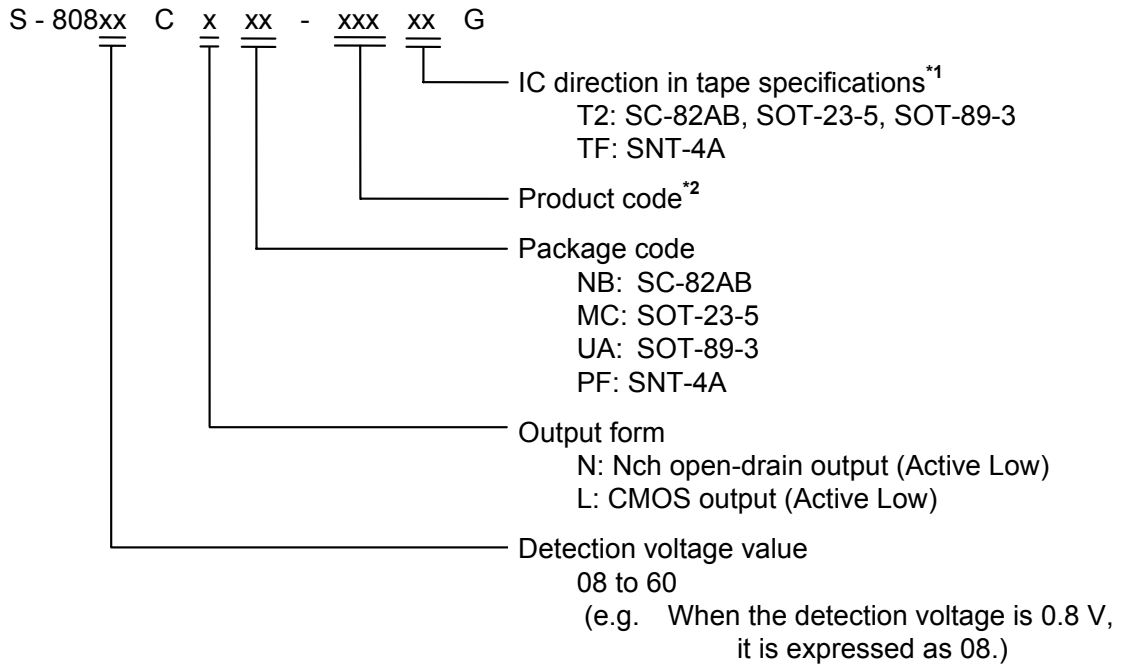 S - 808xx C x xx - xxx xx G
IC direction in tape specifications*1
T2: SC-82AB, SOT-23-5, SOT-89-3
TF: SNT-4A
Product code*2
Package code
NB: SC-82AB
MC: SOT-23-5
UA: SOT-89-3
PF: SNT-4A
Output form
N: Nch open-drain output (Active Low)
L: CMOS output (Active Low)
Detection voltage value
08 to 60
(e.g. When the detection voltage is 0.8 V,
it is expressed as 08.)